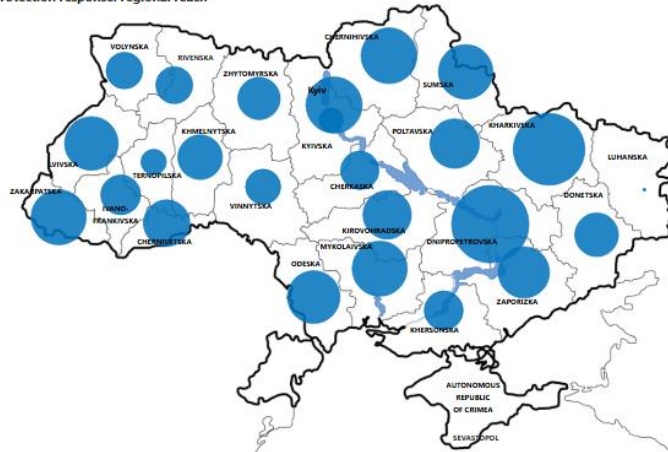 VOLYNSKA
RIVENSKA
CHERNIHIVSKA
ZHYTOMYRSKA
SUMSKA
Kyiv
KYIVSKA
KHMELNYTSKA
POLTAVSKA
KHARKIVSKA
LUHANSKA
LVIVSKA
TERNOPILSKA
CHERKASKA
DONETSKA
ZAKARPATSKA
IVANO-
FRANKIVSKA
VINNYTSKA
CHERNIVETSKA
KIROVOHRADSKA
DNIPROPETROVSKA
MYKOLAIVSKA
ODESKA
ZAPORIZKA
KHERSONSKA
AUTONOMOUS
REPUBLIC
OF CRIMEA
SEVASTOPOL